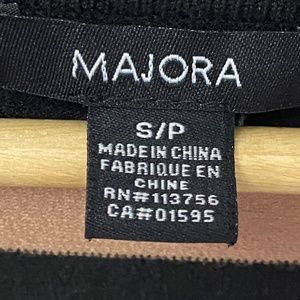 MAJORA
S/P
MADE IN CHINA
FABRIQUE EN
CHINE
RN#113756
CA#01595